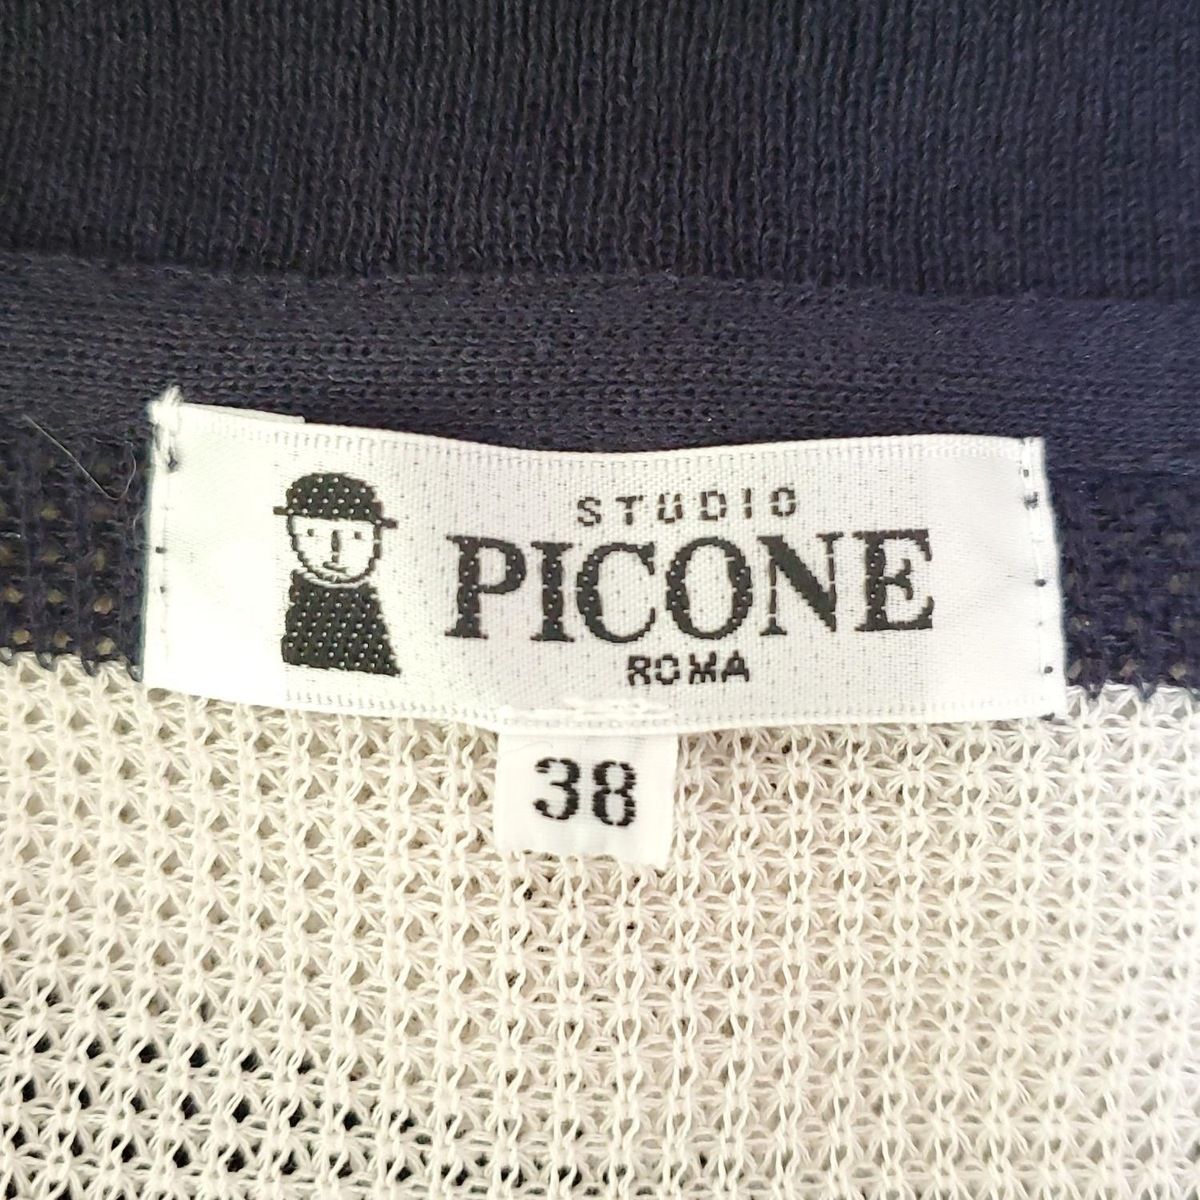 STUDIO
PICONE
ROMA
38